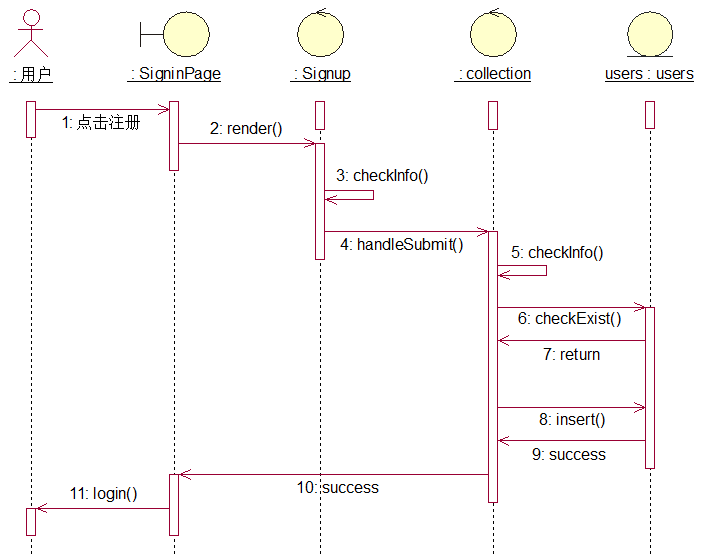 : 用户
: SigninPage
: Signup
: collection
users : users
1: 点击注册
2: render()
3: checkInfo()
4: handleSubmit()
5: checkInfo()
6: checkExist()
7: return
8: insert()
9: success
10: success
11: login()